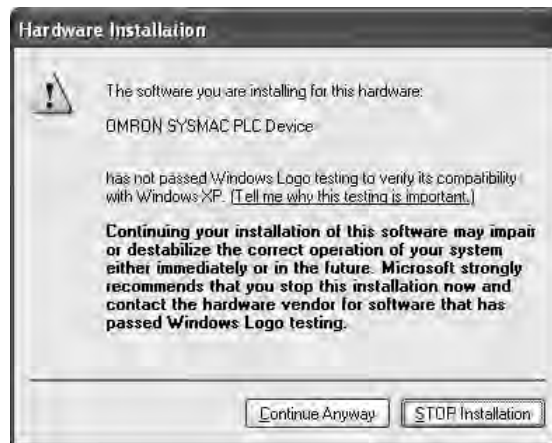 Hardware Installation
The software you are installing for this hardware:
OMRON SYSMAC PLC Device
has not passed Windows Logo testing to verify its compatibility
with Windows XP. (Tell me why this testing is important.)
Continuing your installation of this software may impair
or destabilize the correct operation of your system
either immediately or in the future. Microsoft strongly
recommends that you stop this installation now and
contact the hardware vendor for software that has
passed Windows Logo testing.
Continue Anyway
STOP Installation